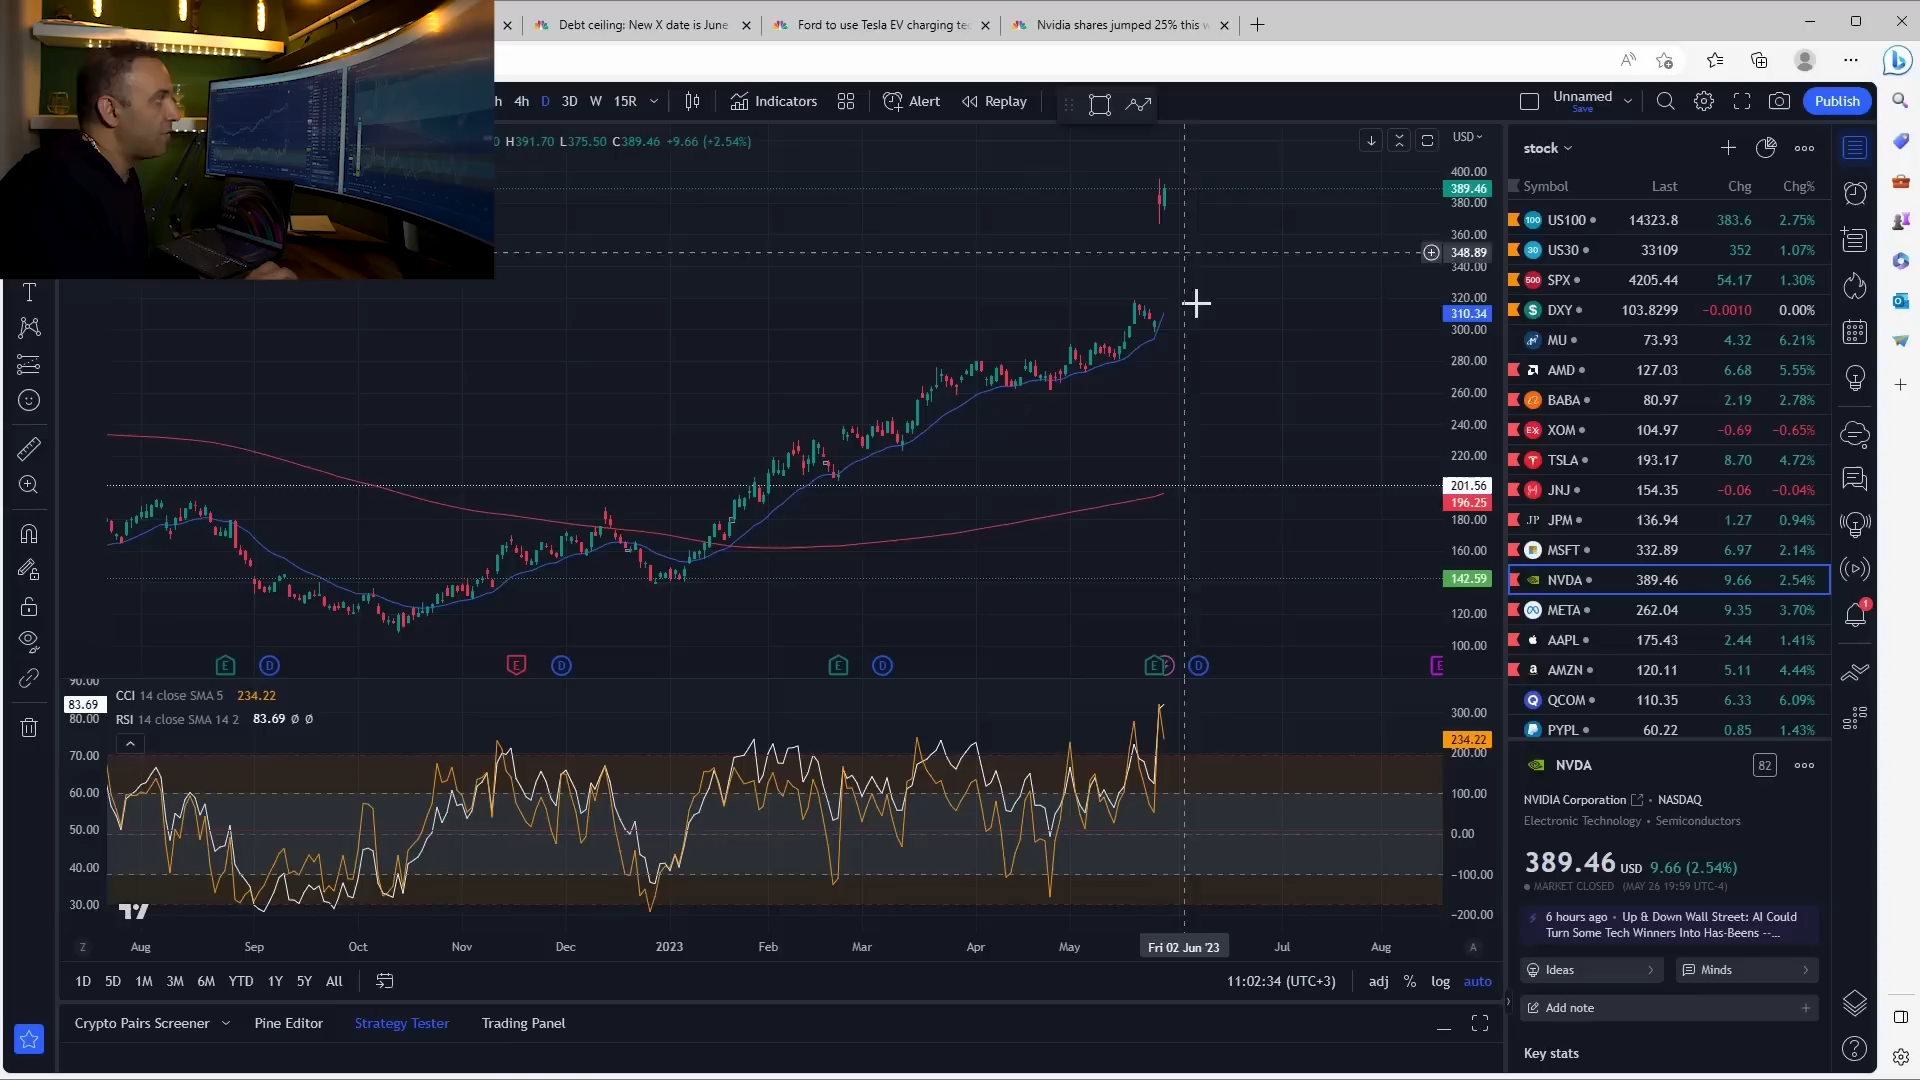 Debt ceiling: New X date is June
Ford to use Tesla EV charging te
Nvidia shares jumped 25% this w
h 4h D 3D W 15R Indicators Alert Replay
Unnamed
Save
Publish
0 H391.70 L375.50 C389.46 +9.66 (+2.54%)
USD
400.00
389.46
380.00
360.00
348.89
340.00
320.00
310.34
300.00
280.00
260.00
240.00
220.00
201.56
196.25
180.00
160.00
142.59
120.00
100.00
E D E D E D E D E
90.00
83.69
80.00
70.00
60.00
50.00
40.00
30.00
CCI 14 close SMA 5 234.22
RSI 14 close SMA 14 2 83.69 Ø Ø
300.00
234.22
200.00
100.00
0.00
−100.00
−200.00
Z Aug Sep Oct Nov Dec 2023 Feb Mar Apr May Fri 02 Jun '23 Jul Aug A
1D 5D 1M 3M 6M YTD 1Y 5Y All
11:02:34 (UTC+3) adj % log auto
Crypto Pairs Screener Pine Editor Strategy Tester Trading Panel
stock
Symbol Last Chg Chg%
100 US100 14323.8 383.6 2.75%
30 US30 33109 352 1.07%
500 SPX 4205.44 54.17 1.30%
$ DXY 103.8299 −0.0010 0.00%
MU 73.93 4.32 6.21%
AMD 127.03 6.68 5.55%
BABA 80.97 2.19 2.78%
XOM 104.97 −0.69 −0.65%
TSLA 193.17 8.70 4.72%
JNJ 154.35 −0.06 −0.04%
JP JPM 136.94 1.27 0.94%
MSFT 332.89 6.97 2.14%
NVDA 389.46 9.66 2.54%
META 262.04 9.35 3.70%
AAPL 175.43 2.44 1.41%
AMZN 120.11 5.11 4.44%
QCOM 110.35 6.33 6.09%
PYPL 60.22 0.85 1.43%
NVDA 82
NVIDIA Corporation • NASDAQ
Electronic Technology • Semiconductors
389.46 USD 9.66 (2.54%)
MARKET CLOSED (MAY 26 19:59 UTC-4)
6 hours ago • Up & Down Wall Street: AI Could
Turn Some Tech Winners Into Has-Beens --...
Ideas Minds
Add note
Key stats
1